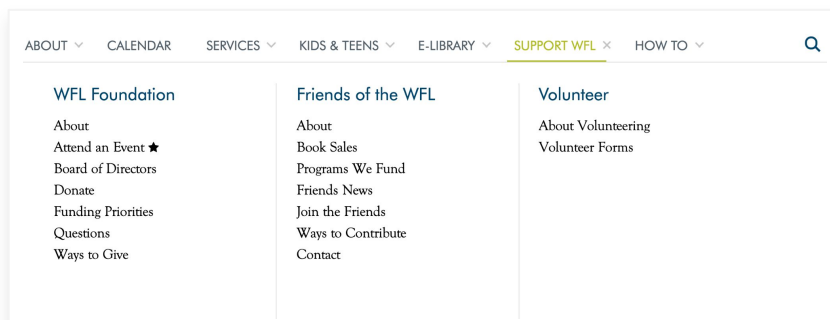 ABOUT CALENDAR SERVICES KIDS & TEENS E-LIBRARY SUPPORT WFL HOW TO
WFL Foundation
About
Attend an Event ★
Board of Directors
Donate
Funding Priorities
Questions
Ways to Give
Friends of the WFL
About
Book Sales
Programs We Fund
Friends News
Join the Friends
Ways to Contribute
Contact
Volunteer
About Volunteering
Volunteer Forms